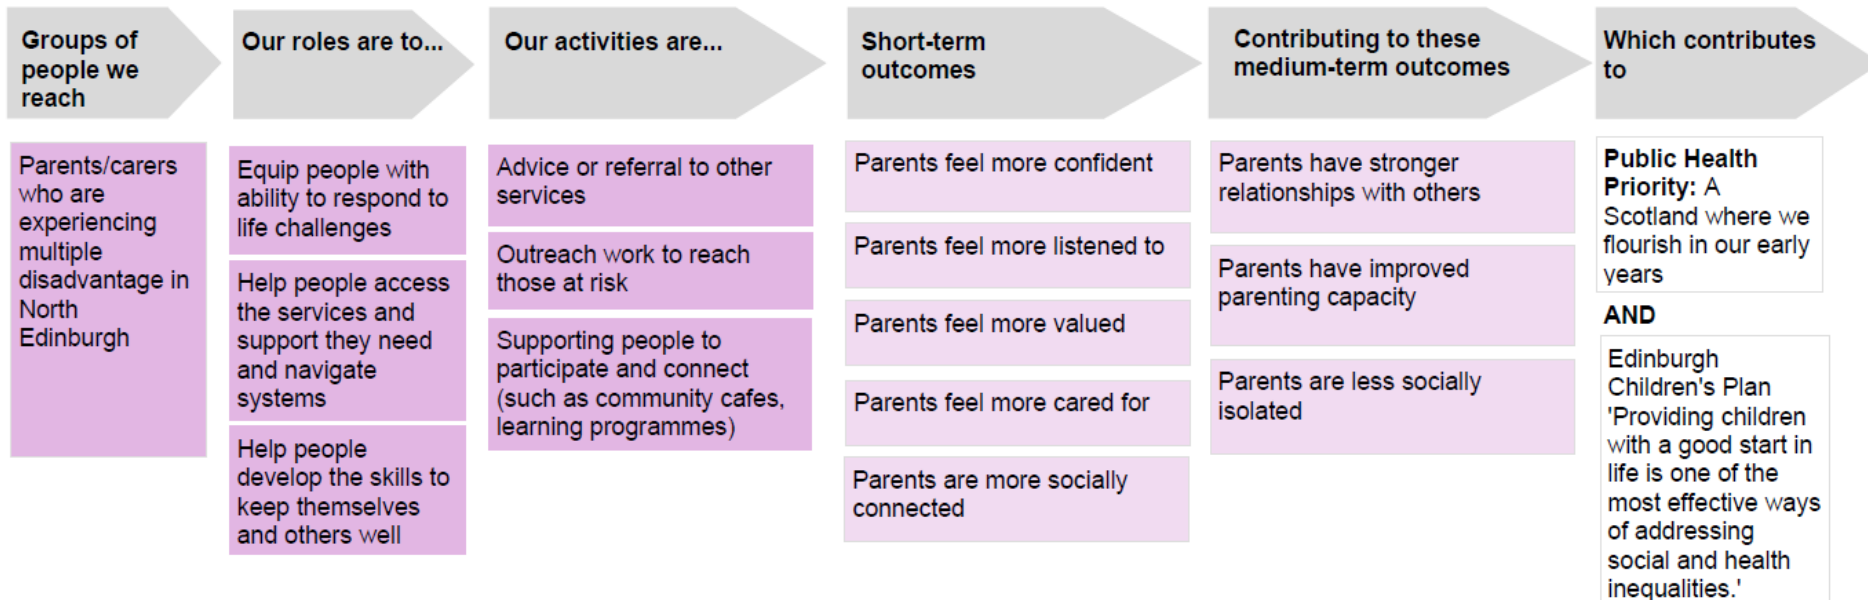 Groups of
people we
reach
Our roles are to...
Our activities are...
Short-term
outcomes
Contributing to these
medium-term outcomes
Which contributes
to
Parents/carers
who are
experiencing
multiple
disadvantage in
North
Edinburgh
Equip people with
ability to respond to
life challenges
Help people access
the services and
support they need
and navigate
systems
Help people
develop the skills to
keep themselves
and others well
Advice or referral to other
services
Outreach work to reach
those at risk
Supporting people to
participate and connect
(such as community cafes,
learning programmes)
Parents feel more confident
Parents feel more listened to
Parents feel more valued
Parents feel more cared for
Parents are more socially
connected
Parents have stronger
relationships with others
Parents have improved
parenting capacity
Parents are less socially
isolated
Public Health
Priority: A
Scotland where we
flourish in our early
years
AND
Edinburgh
Children's Plan
'Providing children
with a good start in
life is one of the
most effective ways
of addressing
social and health
inequalities.'